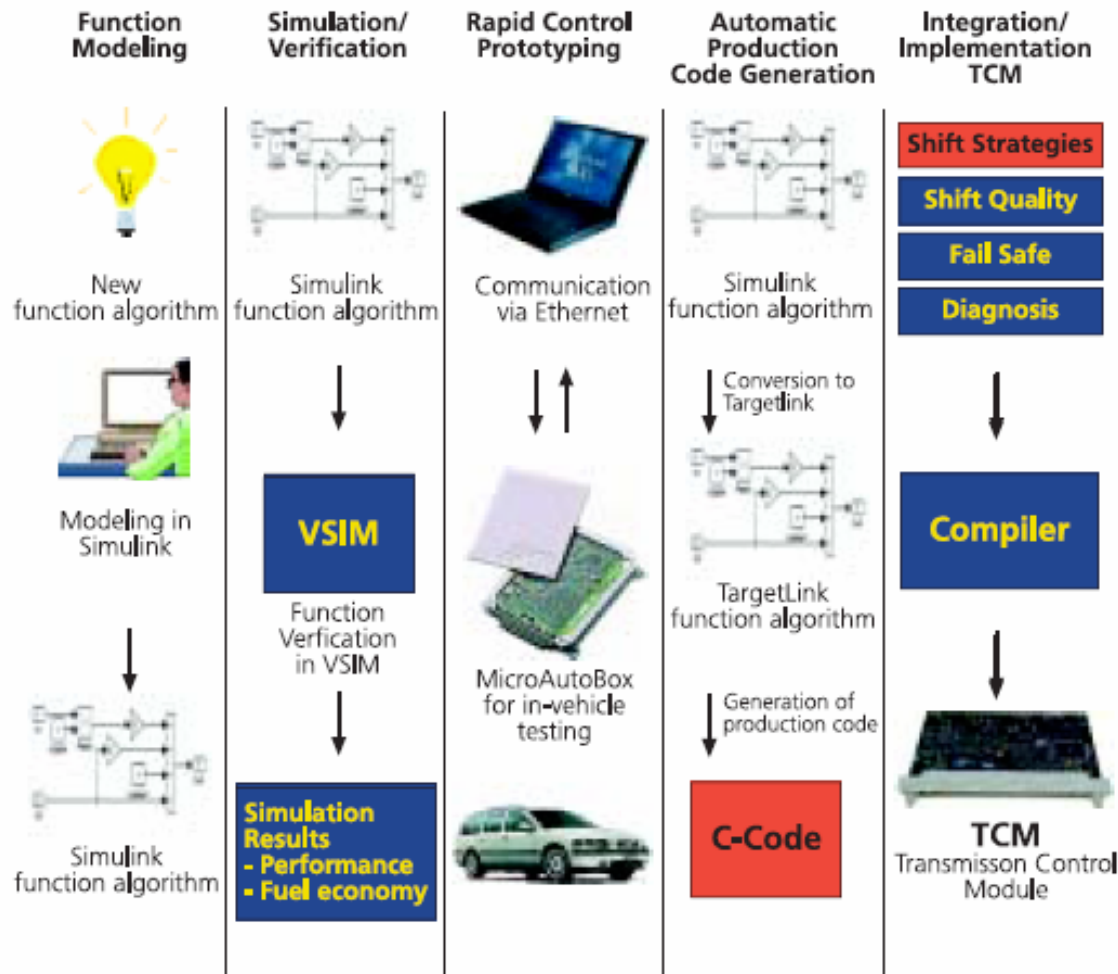 Function
Modeling
New
function algorithm
Modeling in
Simulink
Simulink
function algorithm
Simulation/
Verification
Simulink
function algorithm
VSIM
Function
Verfication
in VSIM
Simulation
Results
- Performance
- Fuel economy
Rapid Control
Prototyping
Communication
via Ethernet
MicroAutoBox
for in-vehicle
testing
Automatic
Production
Code Generation
Simulink
function algorithm
Conversion to
Targetlink
TargetLink
function algorithm
Generation of
production code
C-Code
Integration/
Implementation
TCM
Shift Strategies
Shift Quality
Fail Safe
Diagnosis
Compiler
TCM
Transmisson Control
Module